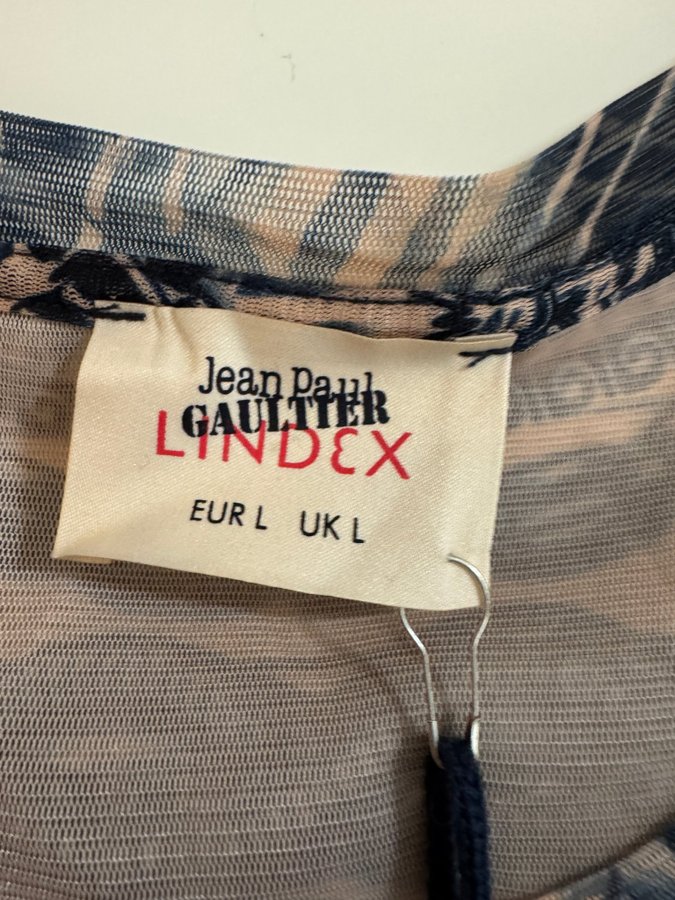 Jean Paul
GAULTIER
LINDEX
EUR L UK L